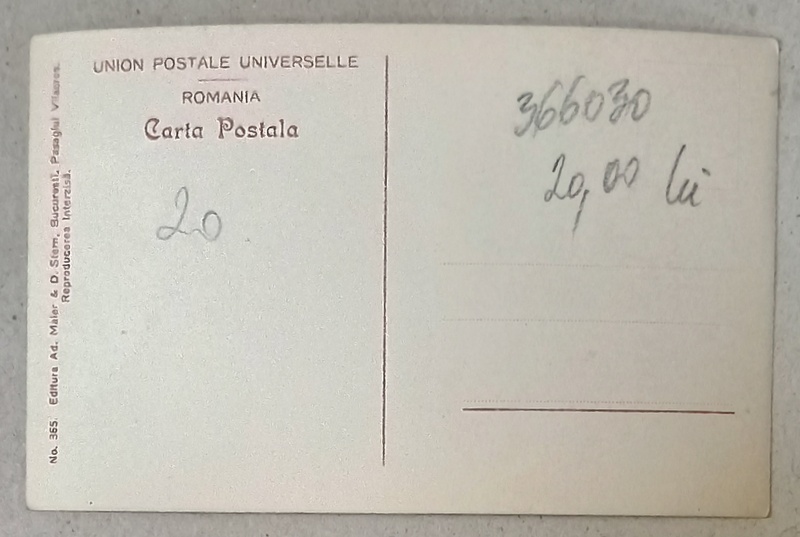 UNION POSTALE UNIVERSELLE
ROMANIA
Carta Postala
20
366030
20,00 lei
No. 365. Editura Ad. Maier & D. Stern, Bucuresti, Pasagiul Vilacros.
Reproducerea Interzisă.